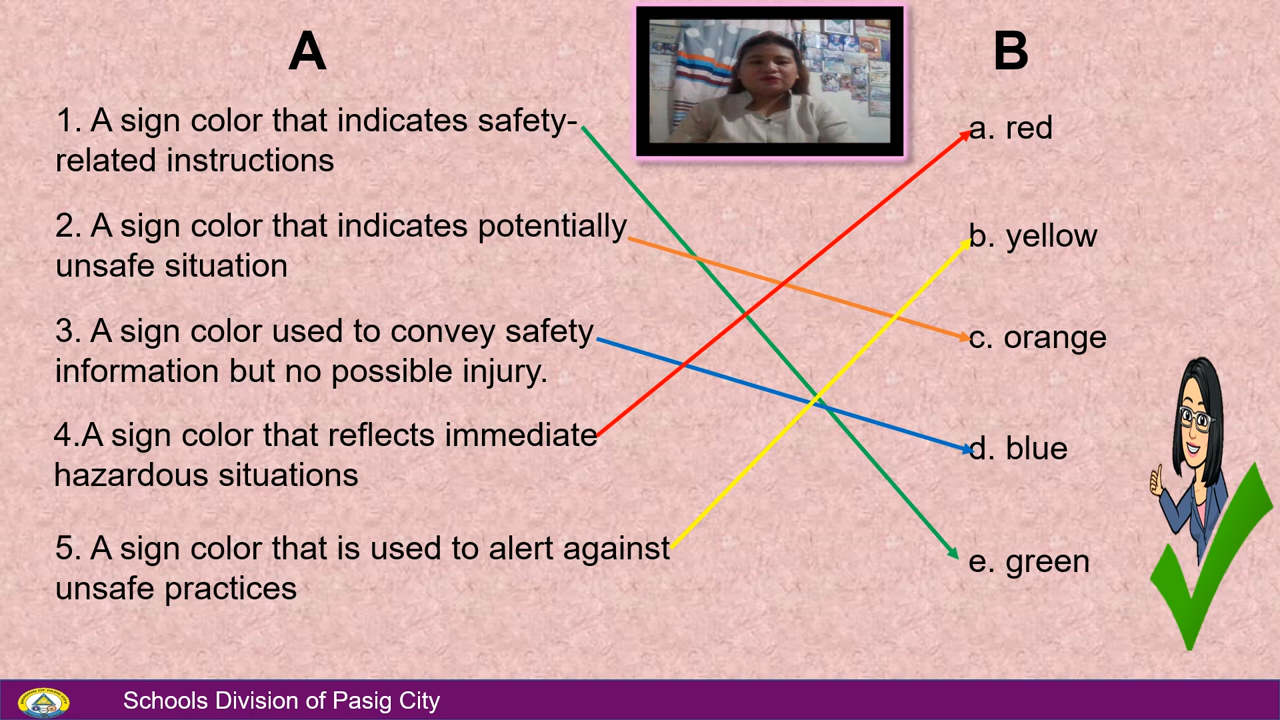 A
1. A sign color that indicates safety-
related instructions
2. A sign color that indicates potentially
unsafe situation
3. A sign color used to convey safety
information but no possible injury.
4.A sign color that reflects immediate
hazardous situations
5. A sign color that is used to alert against
unsafe practices
B
a. red
b. yellow
c. orange
d. blue
e. green
Schools Division of Pasig City